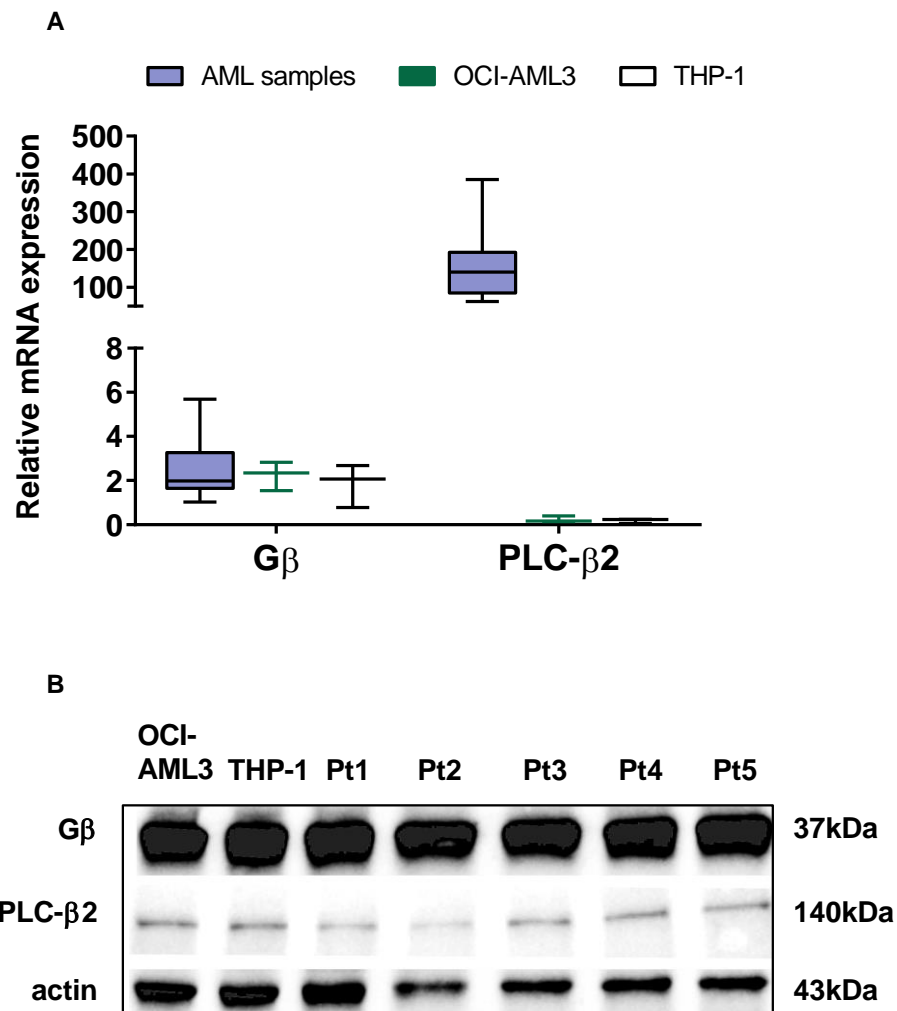 A
AML samples OCI-AML3 THP-1
Relative mRNA expression
500
400
300
200
100
8
6
4
2
0
Gβ PLC-β2
B
OCI-
AML3 THP-1 Pt1 Pt2 Pt3 Pt4 Pt5
Gβ 37kDa
PLC-β2 140kDa
actin 43kDa